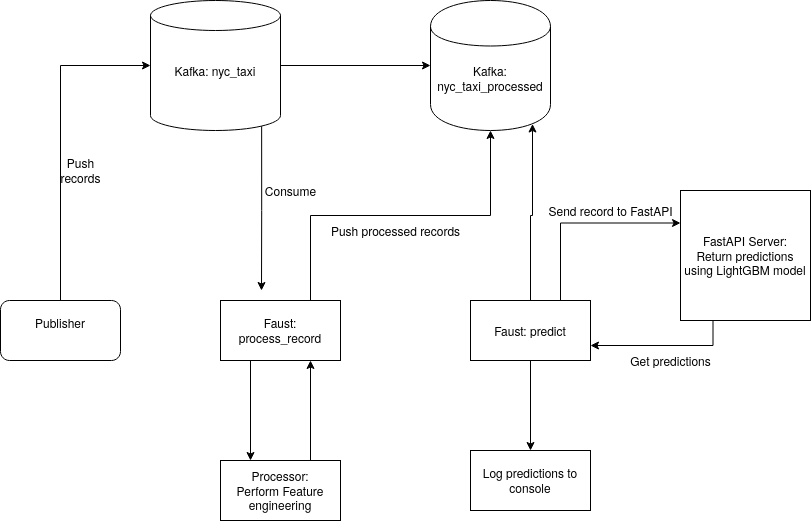 Kafka: nyc_taxi
Kafka:
nyc_taxi_processed
Push
records
Consume
Push processed records
Send record to FastAPI
FastAPI Server:
Return predictions
using LightGBM model
Publisher
Faust:
process_record
Faust: predict
Get predictions
Processor:
Perform Feature
engineering
Log predictions to
console